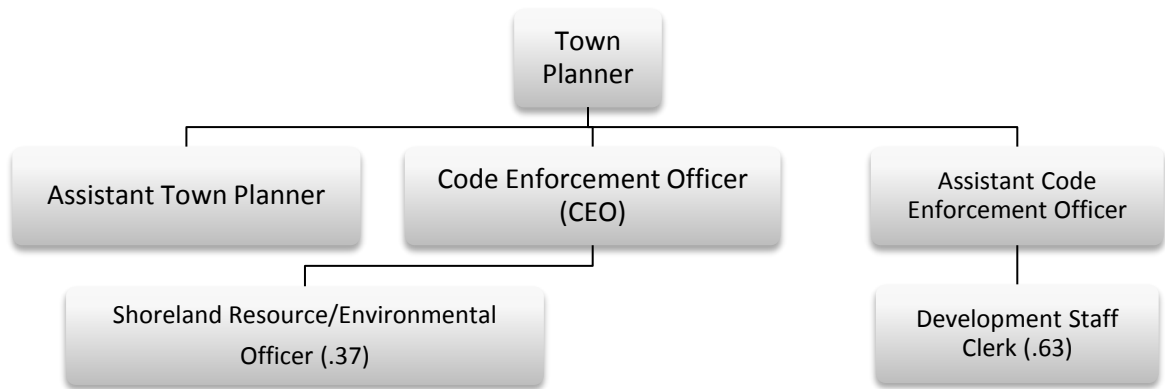 Town
Planner
Assistant Town Planner
Code Enforcement Officer
(CEO)
Assistant Code
Enforcement Officer
Shoreland Resource/Environmental
Officer (.37)
Development Staff
Clerk (.63)